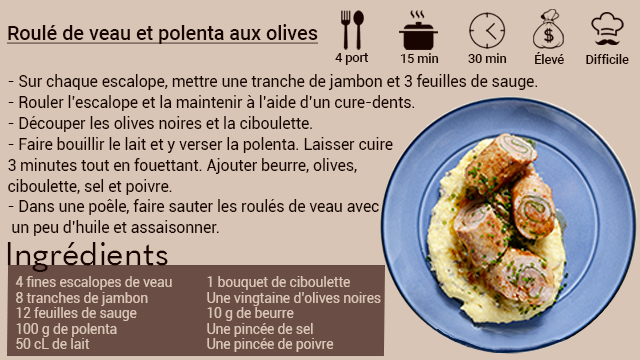 Roulé de veau et polenta aux olives
4 port
15 min
30 min
Élevé
Difficile
- Sur chaque escalope, mettre une tranche de jambon et 3 feuilles de sauge.
- Rouler l'escalope et la maintenir à l'aide d'un cure-dents.
- Découper les olives noires et la ciboulette.
- Faire bouillir le lait et y verser la polenta. Laisser cuire
3 minutes tout en fouettant. Ajouter beurre, olives,
ciboulette, sel et poivre.
- Dans une poêle, faire sauter les roulés de veau avec
un peu d'huile et assaisonner.
Ingrédients
4 fines escalopes de veau
8 tranches de jambon
12 feuilles de sauge
100 g de polenta
50 cL de lait
1 bouquet de ciboulette
Une vingtaine d'olives noires
10 g de beurre
Une pincée de sel
Une pincée de poivre